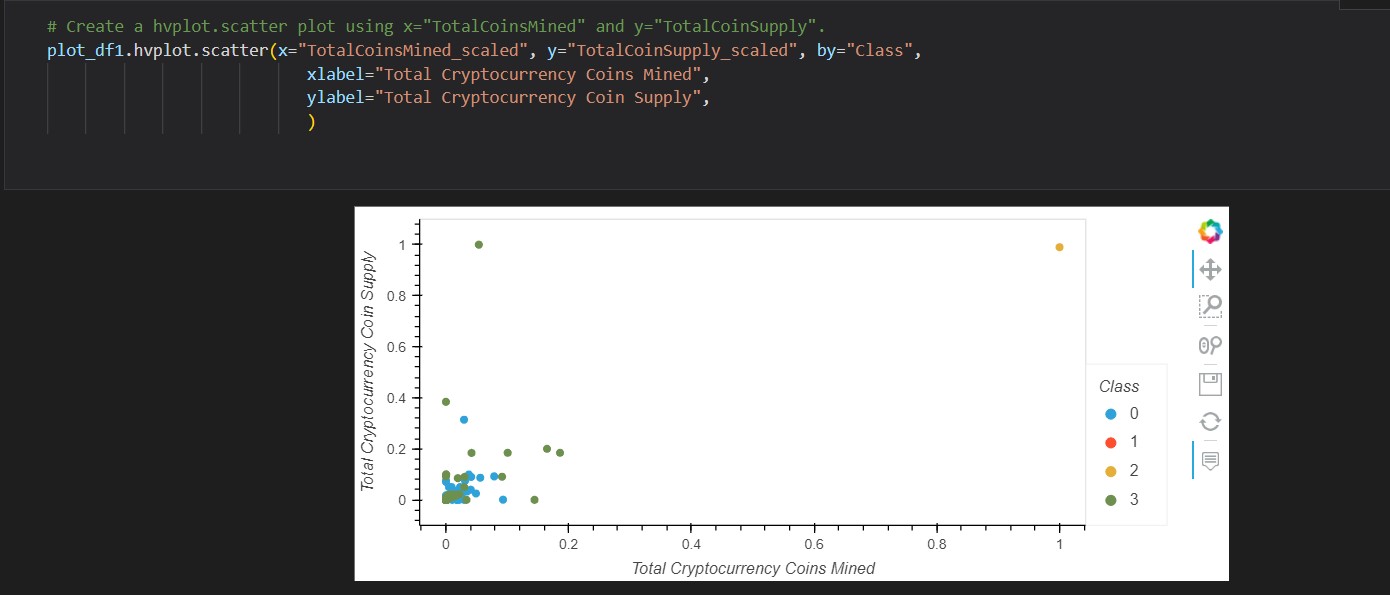 # Create a hvplot.scatter plot using x="TotalCoinsMined" and y="TotalCoinSupply".
plot_df1.hvplot.scatter(x="TotalCoinsMined_scaled", y="TotalCoinSupply_scaled", by="Class",
xlabel="Total Cryptocurrency Coins Mined",
ylabel="Total Cryptocurrency Coin Supply",
)
Total Cryptocurrency Coin Supply
1
0.8
0.6
0.4
0.2
0
0 0.2 0.4 0.6 0.8 1
Total Cryptocurrency Coins Mined
Class
0
1
2
3